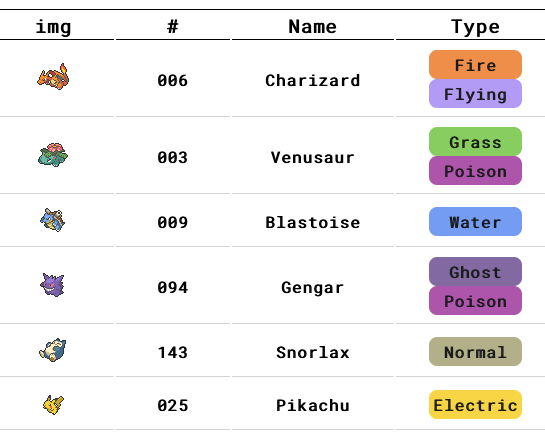 img # Name Type
006 Charizard Fire Flying
003 Venusaur Grass Poison
009 Blastoise Water
094 Gengar Ghost Poison
143 Snorlax Normal
025 Pikachu Electric